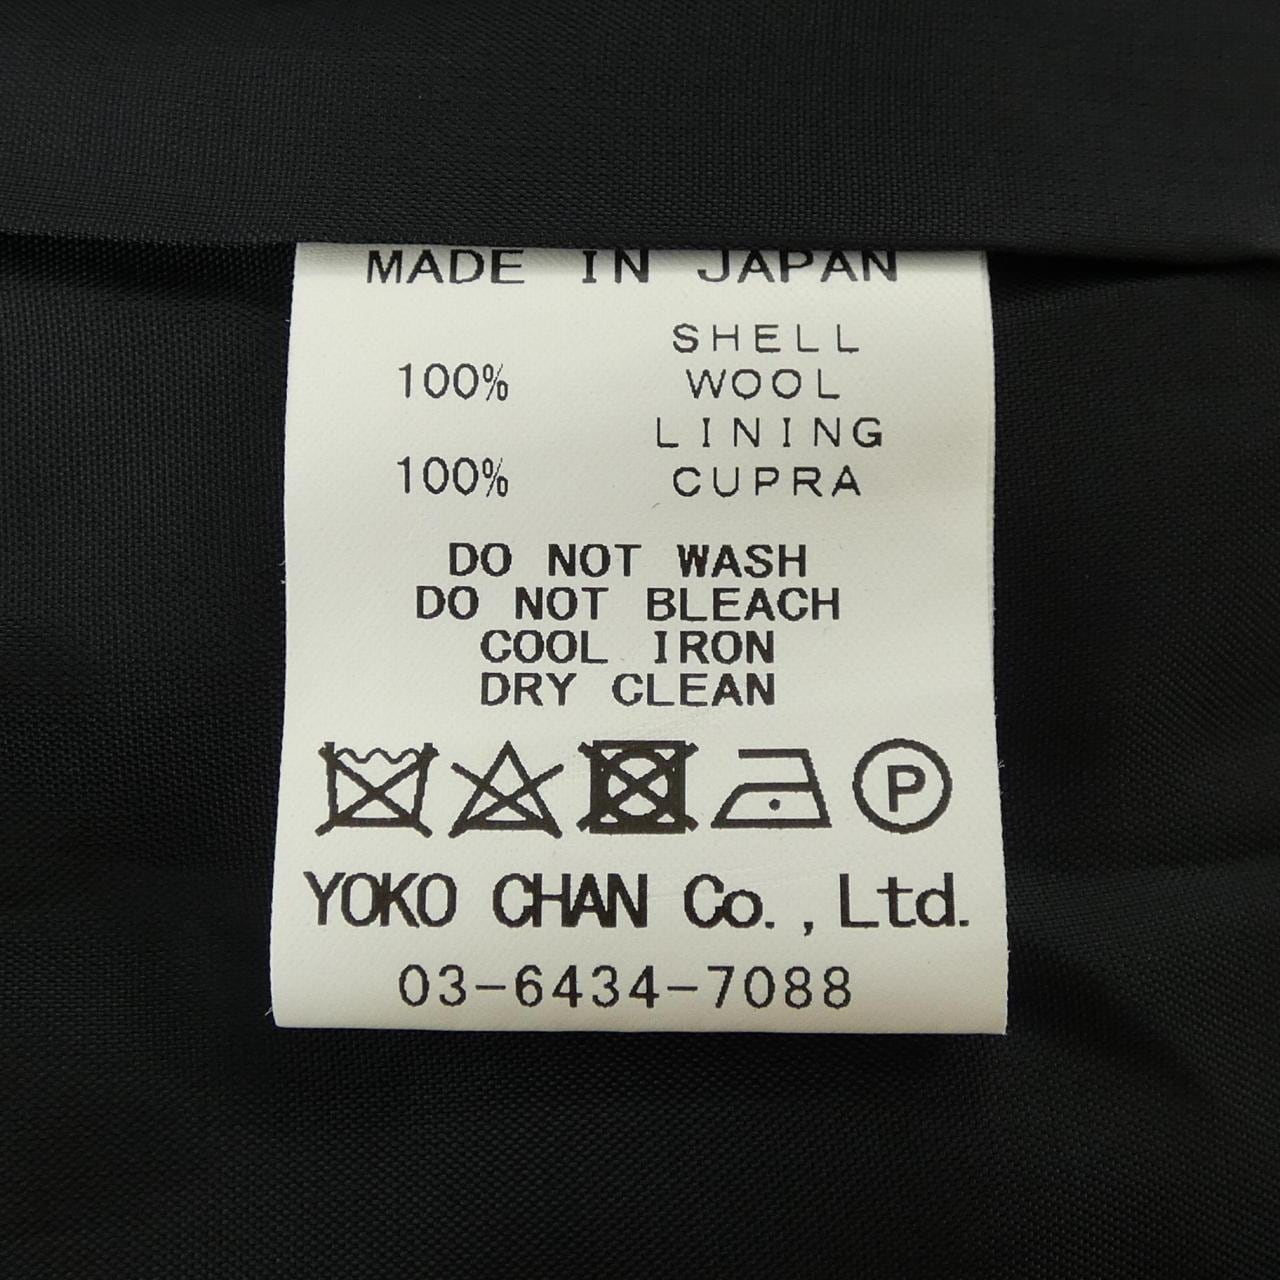 MADE IN JAPAN
SHELL
100% WOOL
LINING
100% CUPRA
DO NOT WASH
DO NOT BLEACH
COOL IRON
DRY CLEAN
P
YOKO CHAN Co., Ltd.
03-6434-7088